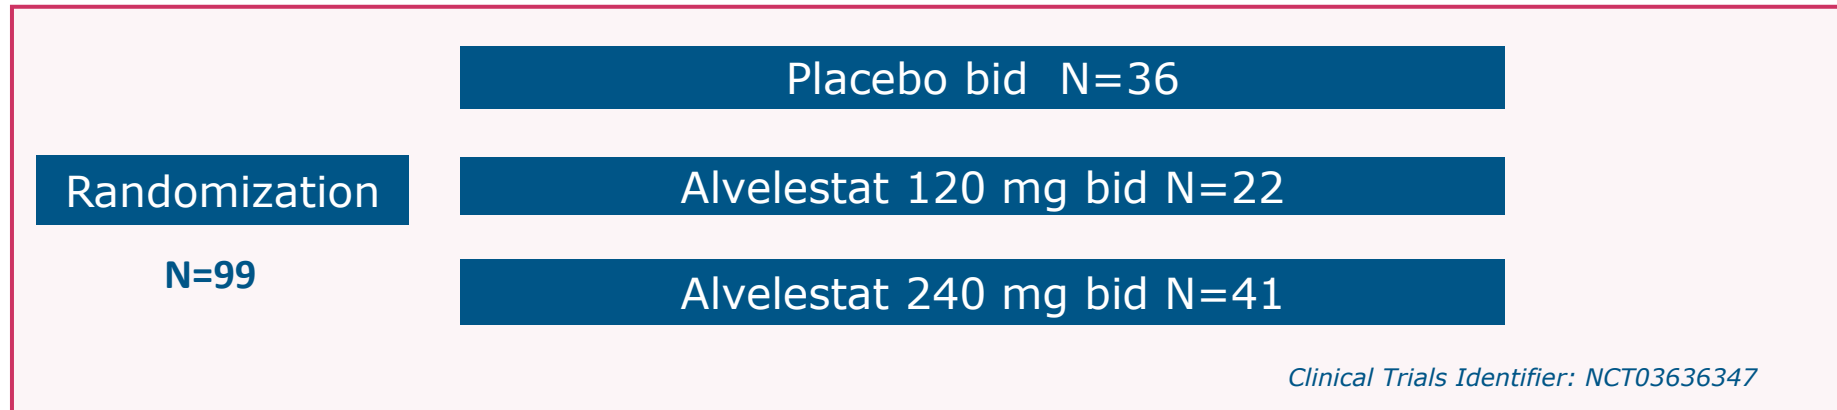 Placebo bid  N=36
Randomization
Alvelestat 120 mg bid N=22
N=99
Alvelestat 240 mg bid N=41
Clinical Trials Identifier: NCT03636347